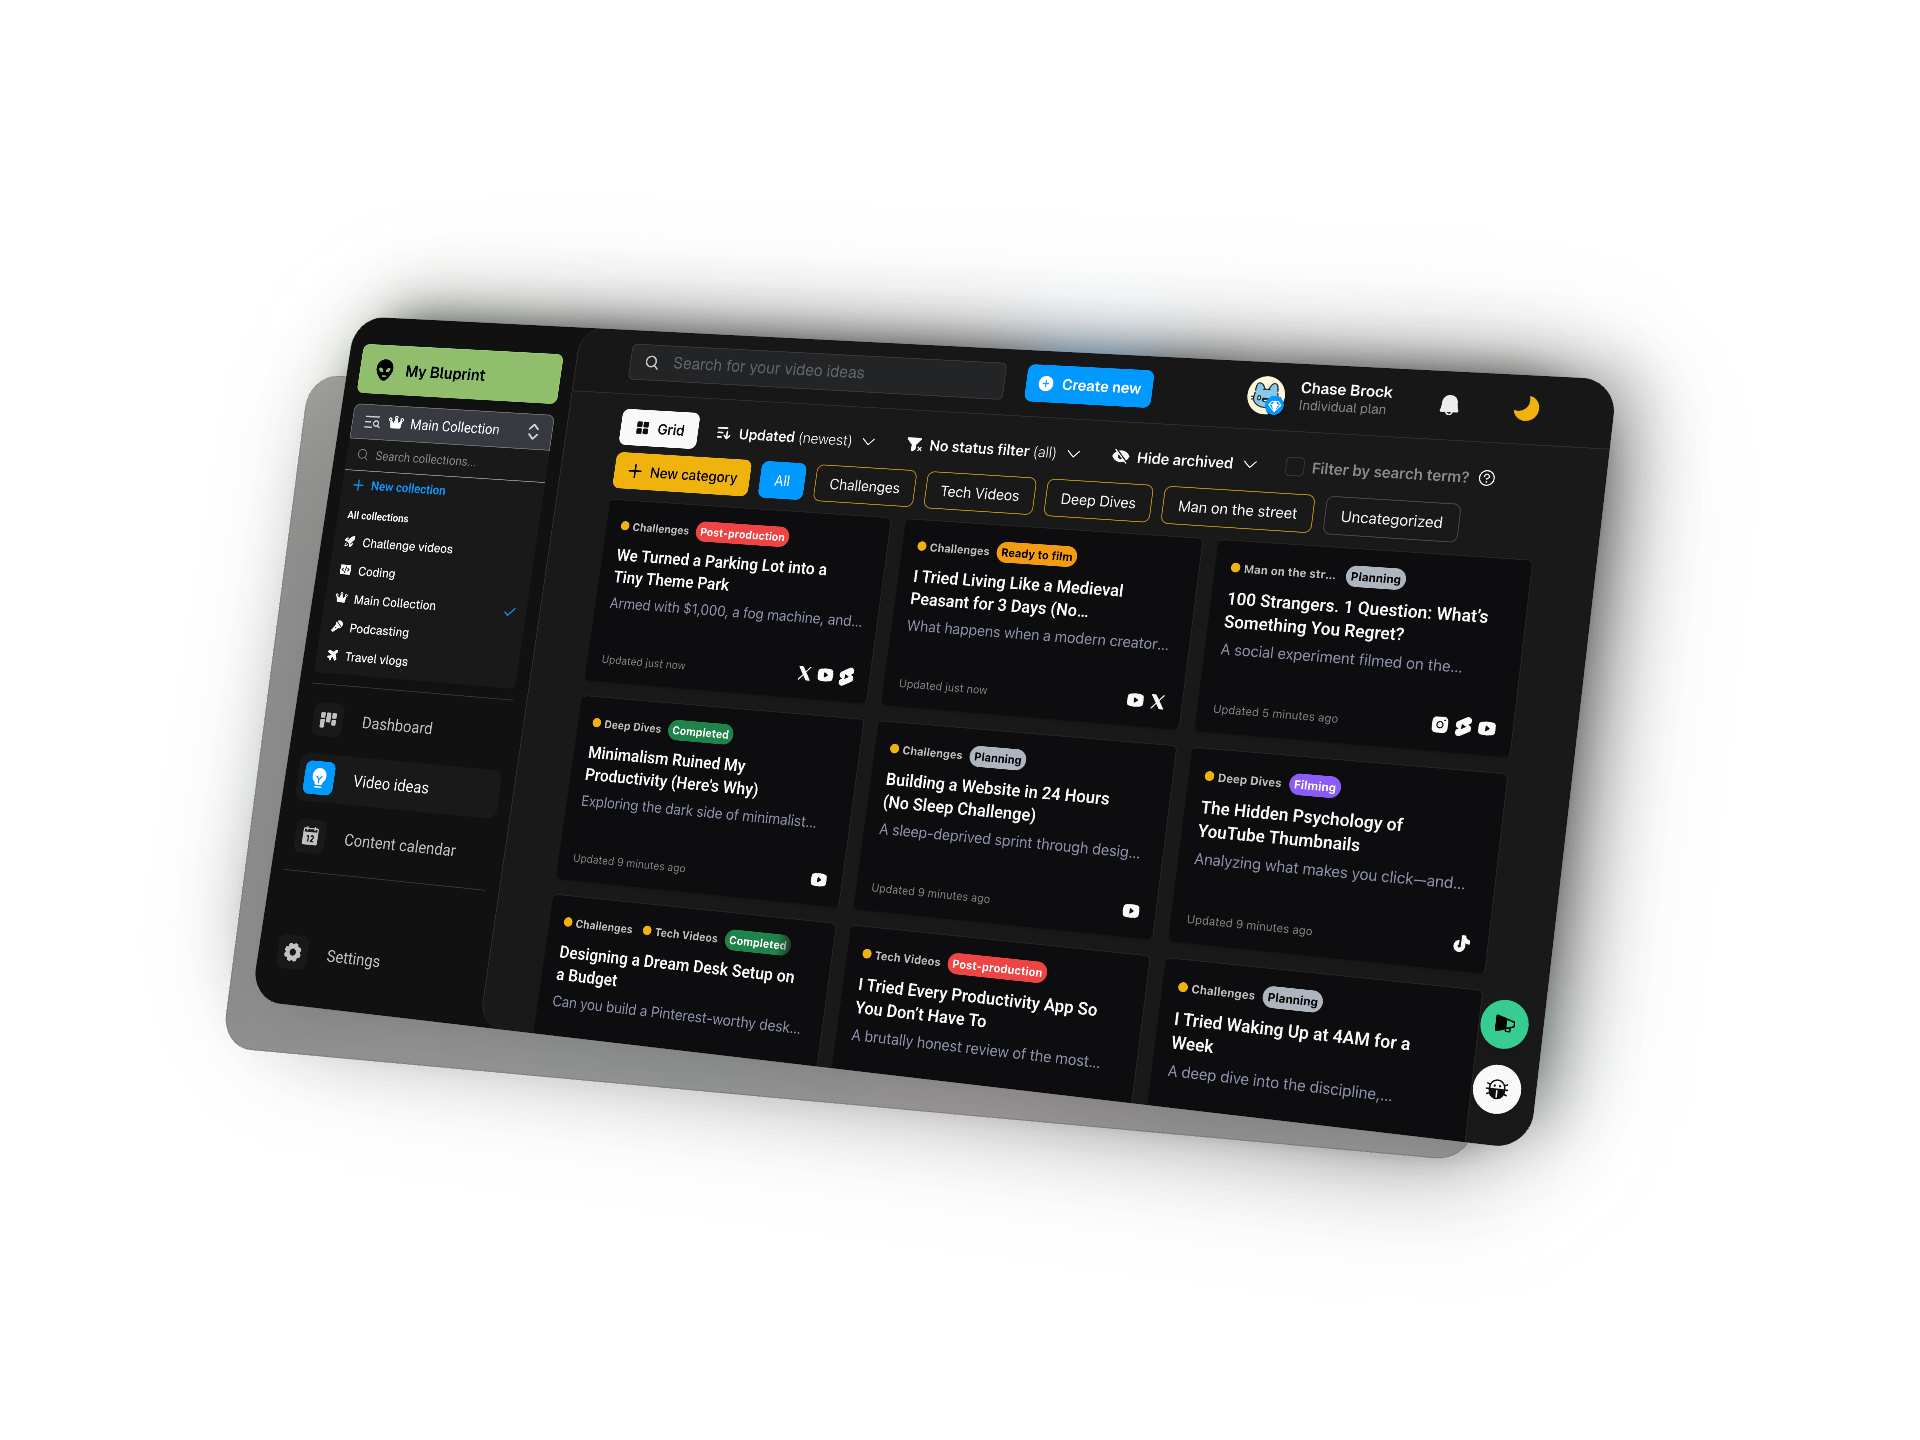 My Bluprint
Main Collection
Search collections...
New collection
All collections
Challenge videos
Coding
Main Collection
Podcasting
Travel vlogs
Dashboard
Video ideas
12
Content calendar
Settings
Search for your video ideas
Create new
Chase Brock
Individual plan
Grid
Updated (newest)
No status filter (all)
Hide archived
Filter by search term?
New category
All
Challenges
Tech Videos
Deep Dives
Man on the street
Uncategorized
Challenges Post-production
We Turned a Parking Lot into a
Tiny Theme Park
Armed with $1,000, a fog machine, and...
Updated just now
Challenges Ready to film
I Tried Living Like a Medieval
Peasant for 3 Days (No...
What happens when a modern creator...
Updated just now
Man on the str... Planning
100 Strangers. 1 Question: What's
Something You Regret?
A social experiment filmed on the...
Updated 5 minutes ago
Deep Dives Completed
Minimalism Ruined My
Productivity (Here's Why)
Exploring the dark side of minimalist...
Updated 9 minutes ago
Challenges Planning
Building a Website in 24 Hours
(No Sleep Challenge)
A sleep-deprived sprint through desig...
Updated 9 minutes ago
Deep Dives Filming
The Hidden Psychology of
YouTube Thumbnails
Analyzing what makes you click—and...
Updated 9 minutes ago
Challenges Tech Videos Completed
Designing a Dream Desk Setup on
a Budget
Can you build a Pinterest-worthy desk...
Tech Videos Post-production
I Tried Every Productivity App So
You Don't Have To
A brutally honest review of the most...
Challenges Planning
I Tried Waking Up at 4AM for a
Week
A deep dive into the discipline,...